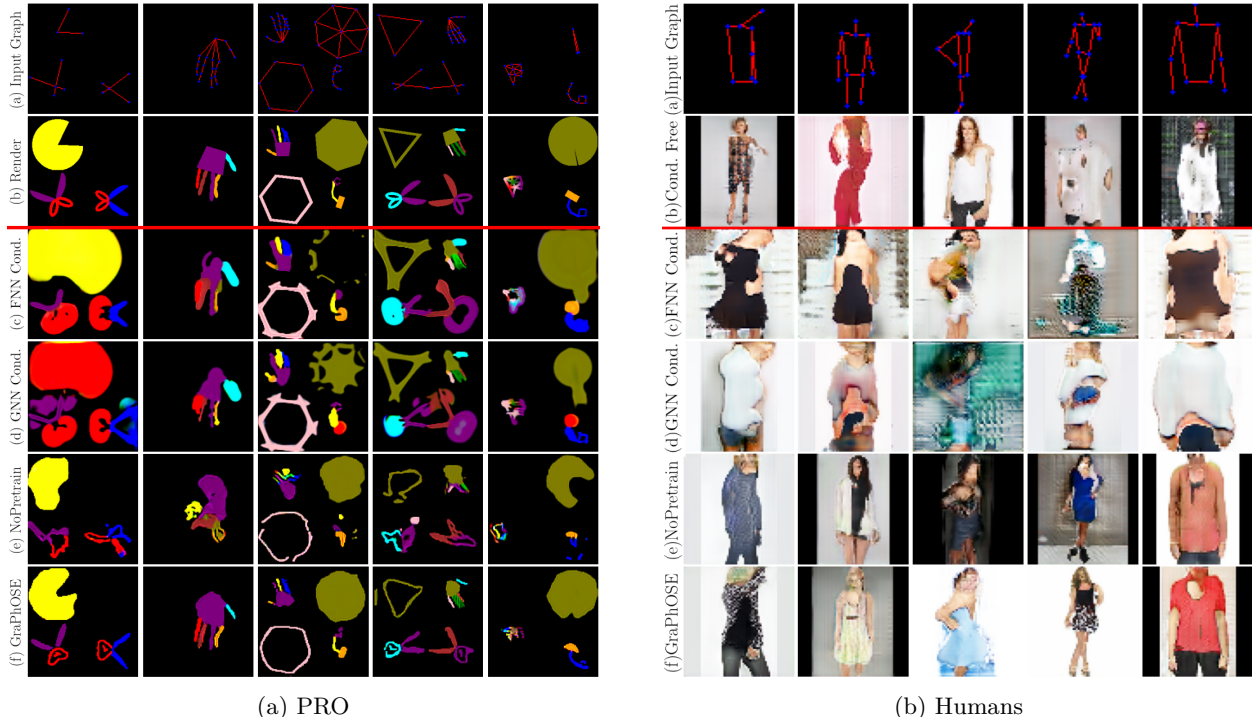 (a) Input Graph
(b) Render
(c) FNN Cond.
(d) GNN Cond.
(e) NoPretrain
(f) GraPhOSE
(a) PRO
(a)Input Graph
(b)Cond. Free
(c)FNN Cond.
(d)GNN Cond.
(e)NoPretrain
(f)GraPhOSE
(b) Humans